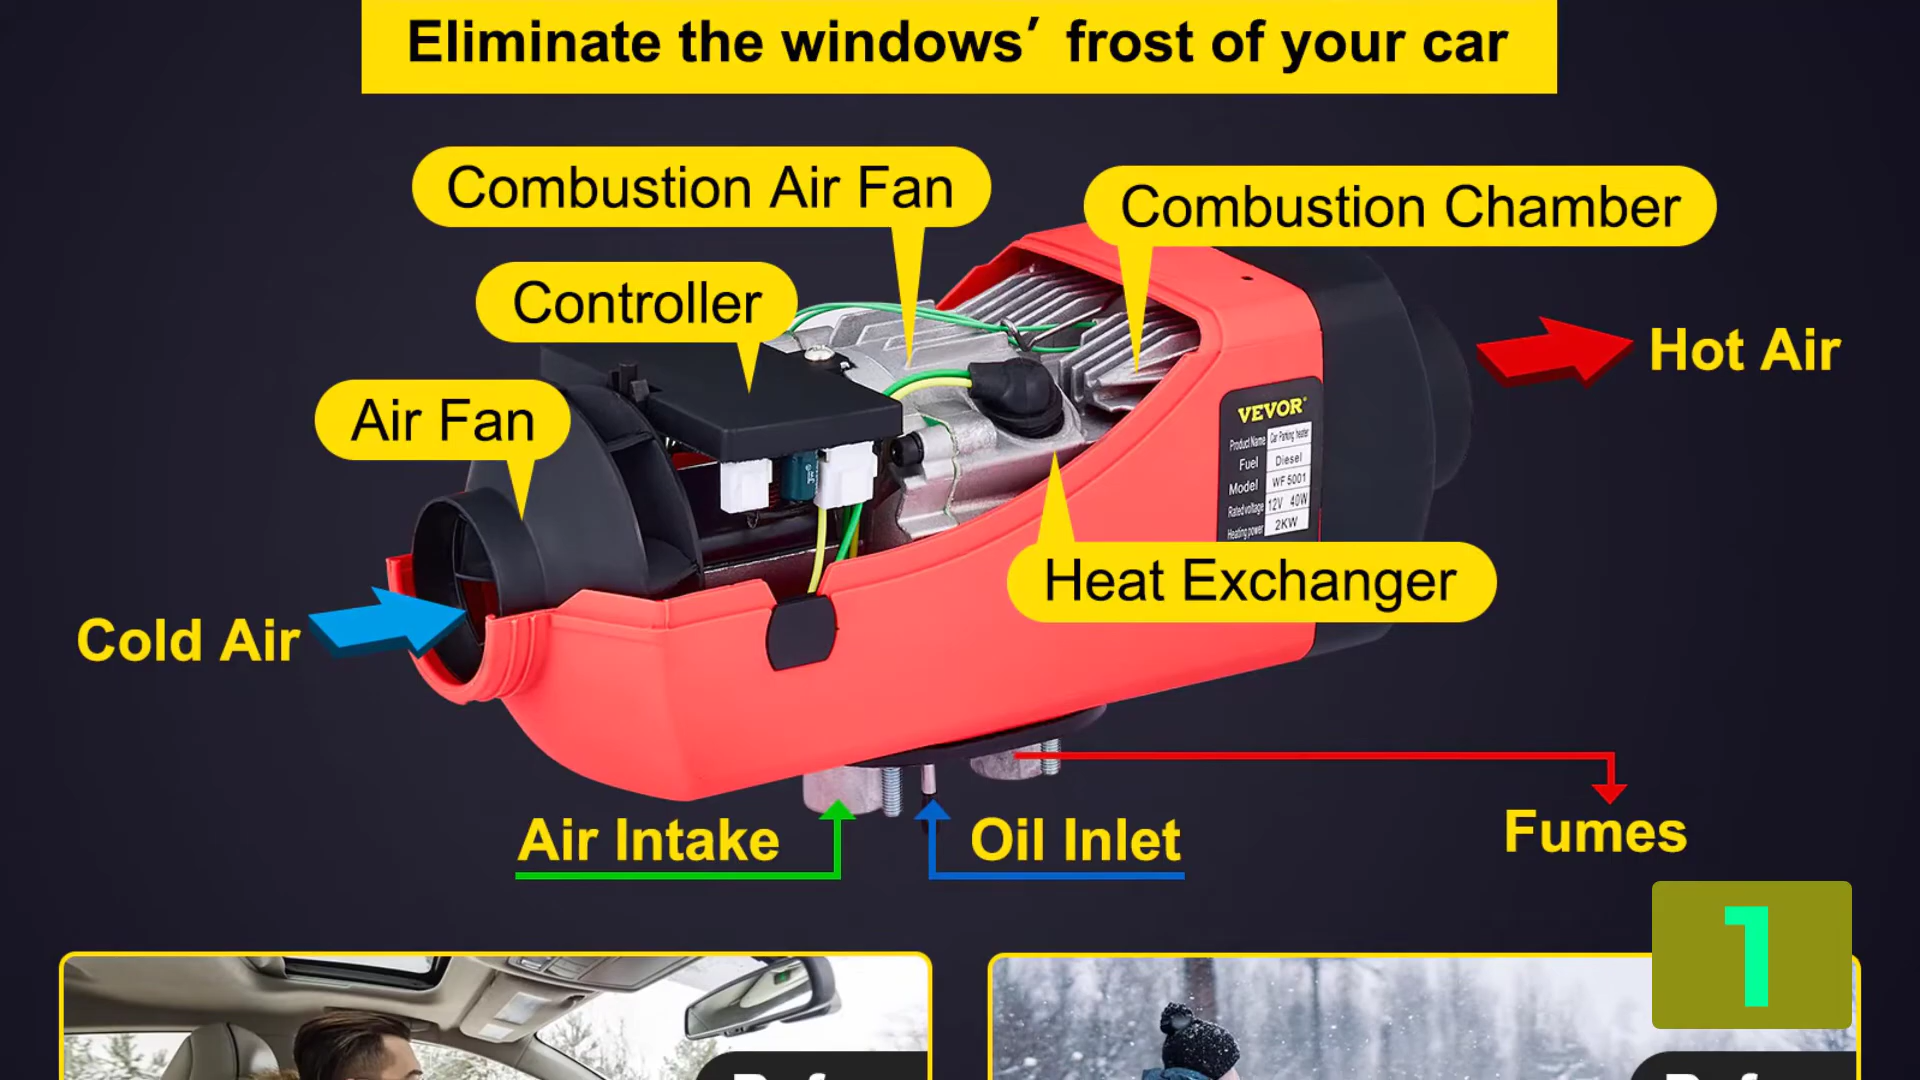 Eliminate the windows’ frost of your car
Combustion Air Fan
Combustion Chamber
Controller
Hot Air
Air Fan
VEVOR
Product Name Car Parking heater
Fuel Diesel
Model WF 5001
Rated voltage 12V 40W
Heating power 2KW
Heat Exchanger
Cold Air
Air Intake
Oil Inlet
Fumes
1